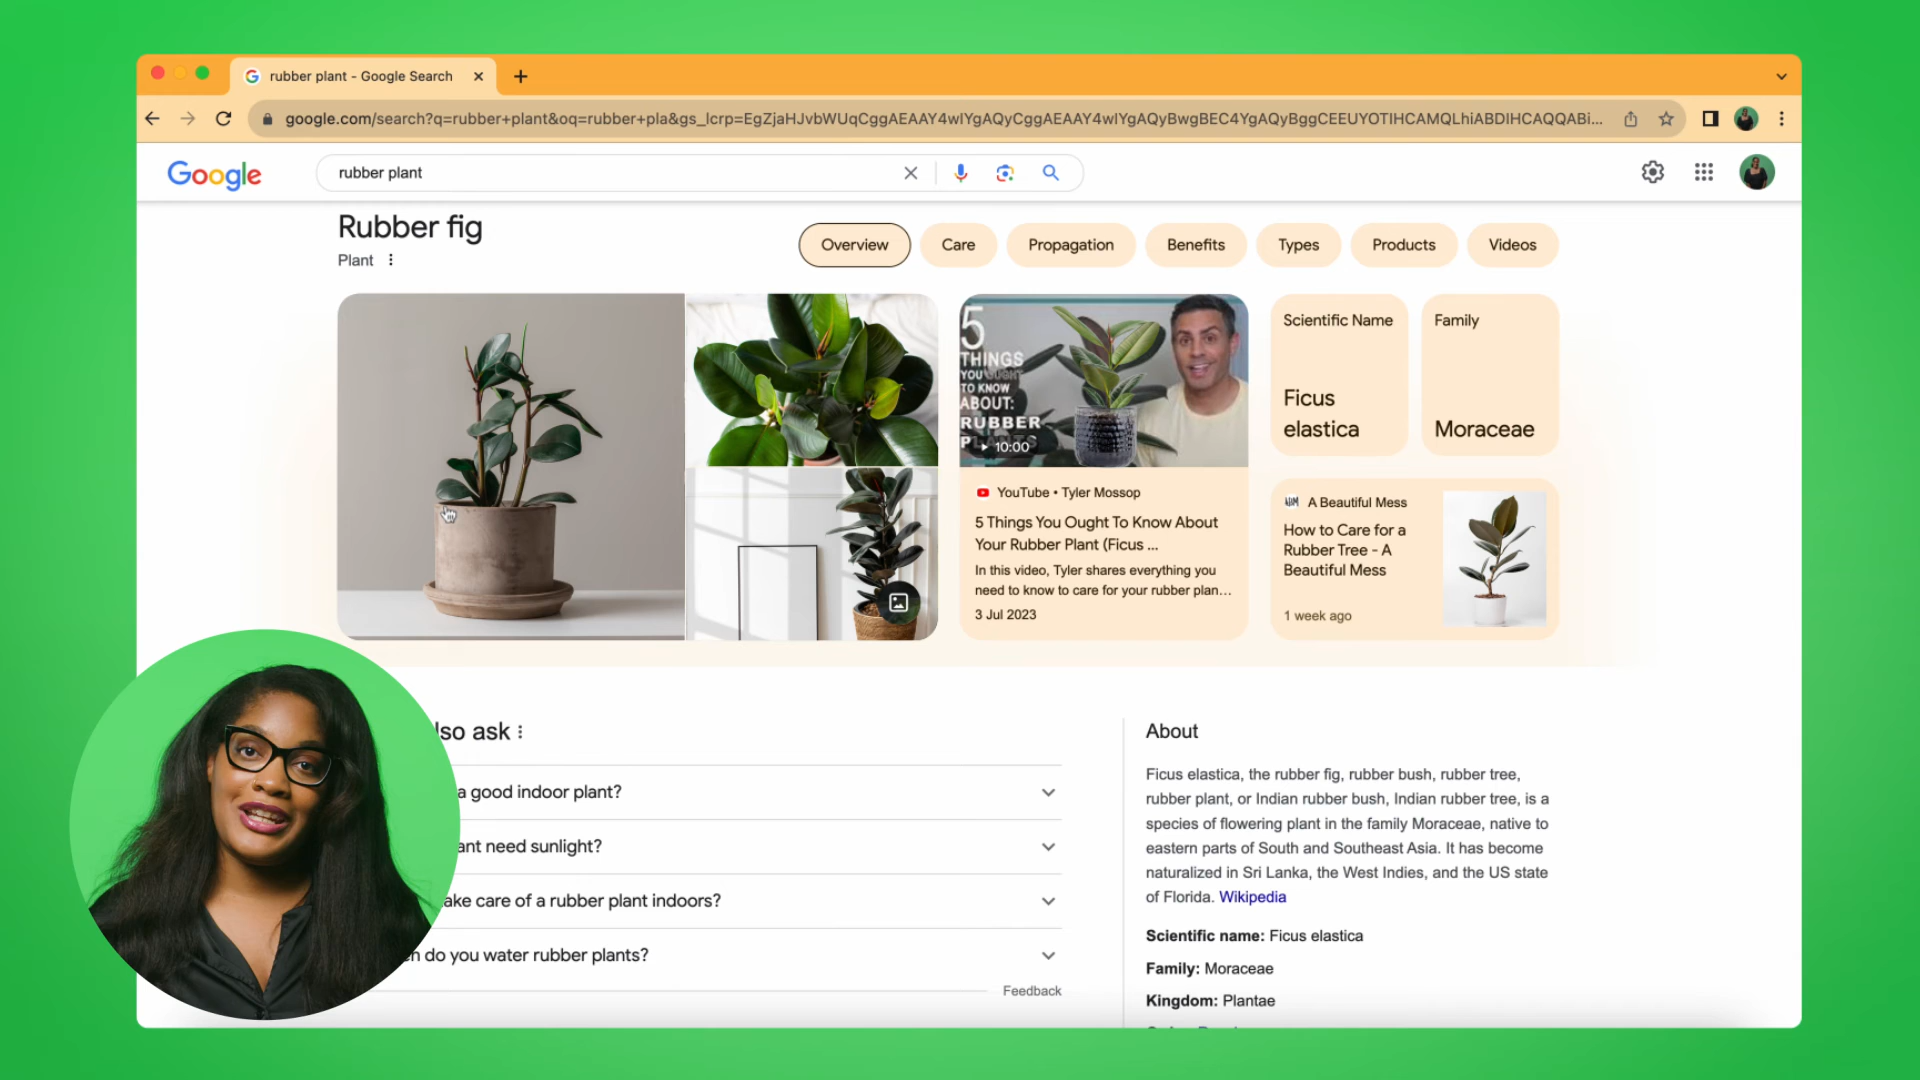 rubber plant - Google Search
google.com/search?q=rubber+plant&oq=rubber+pla&gs_lcrp=EgZjaHJvbWUqCggAEAAY4wIYgAQyCggAEAAY4wIYgAQyBwgBEC4YgAQyBggCEEUYOTIHCAMQLhiABDIHCAQQABi...
Google
rubber plant
Rubber fig
Plant
Overview
Care
Propagation
Benefits
Types
Products
Videos
5
THINGS
YOU OUGHT
TO KNOW
ABOUT:
RUBBER
PLANTS
10:00
YouTube • Tyler Mossop
5 Things You Ought To Know About
Your Rubber Plant (Ficus ...
In this video, Tyler shares everything you
need to know to care for your rubber plan...
3 Jul 2023
Scientific Name
Ficus
elastica
Family
Moraceae
ABM
A Beautiful Mess
How to Care for a
Rubber Tree - A
Beautiful Mess
1 week ago
lso ask
a good indoor plant?
ant need sunlight?
ake care of a rubber plant indoors?
n do you water rubber plants?
Feedback
About
Ficus elastica, the rubber fig, rubber bush, rubber tree,
rubber plant, or Indian rubber bush, Indian rubber tree, is a
species of flowering plant in the family Moraceae, native to
eastern parts of South and Southeast Asia. It has become
naturalized in Sri Lanka, the West Indies, and the US state
of Florida. Wikipedia
Scientific name: Ficus elastica
Family: Moraceae
Kingdom: Plantae